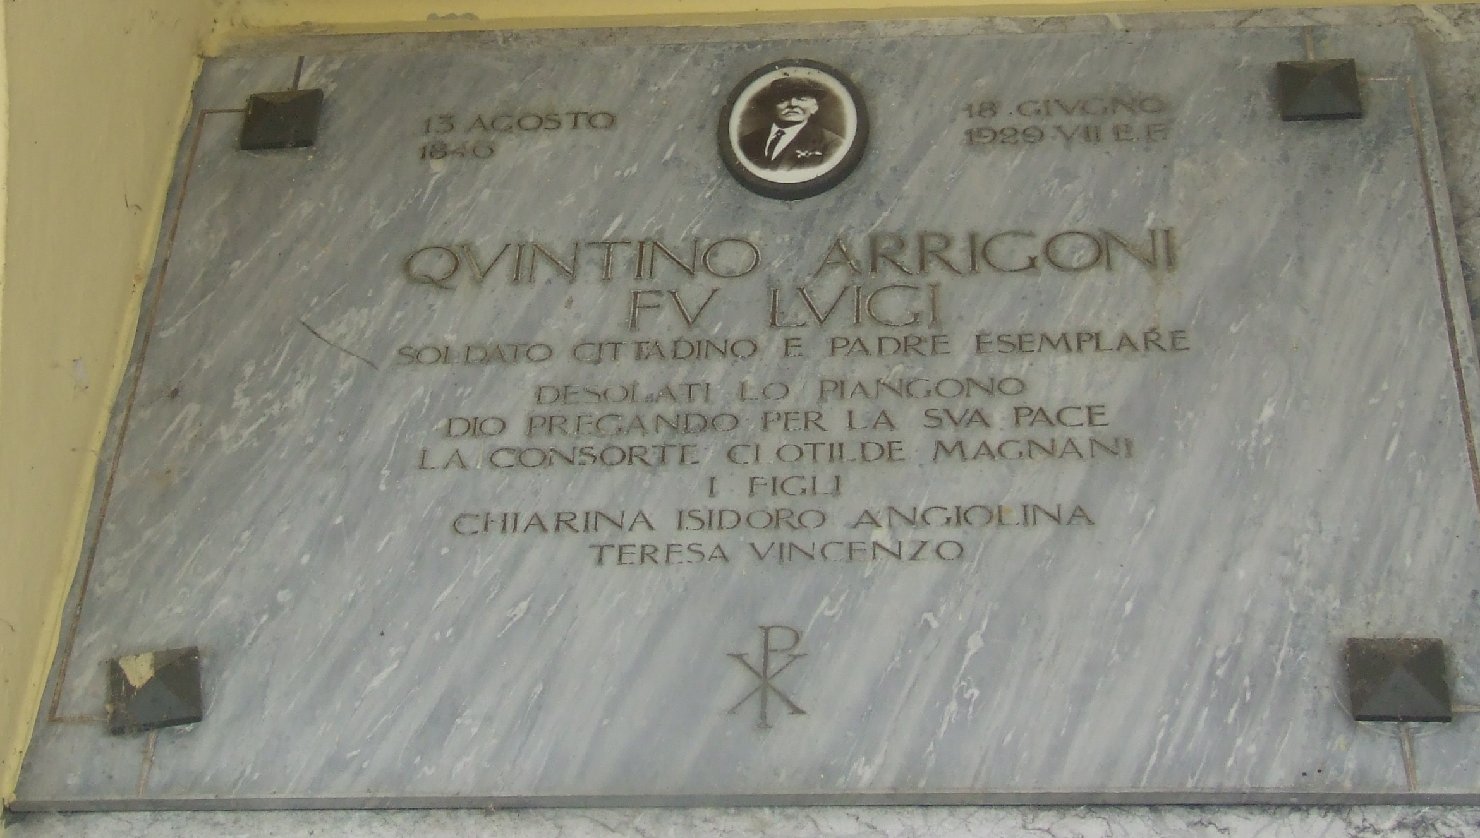 13 AGOSTO
1840
18 GIVGNO
1929 VII E.F.
QVINTINO ARRIGONI
FV LVIGI
SOLDATO CITTADINO E PADRE ESEMPLARE
DESOLATI LO PIANGONO
DIO PREGANDO PER LA SVA PACE
LA CONSORTE CLOTILDE MAGNANI
I FIGLI
CHIARINA ISIDORO ANGIOLINA
TERESA VINCENZO